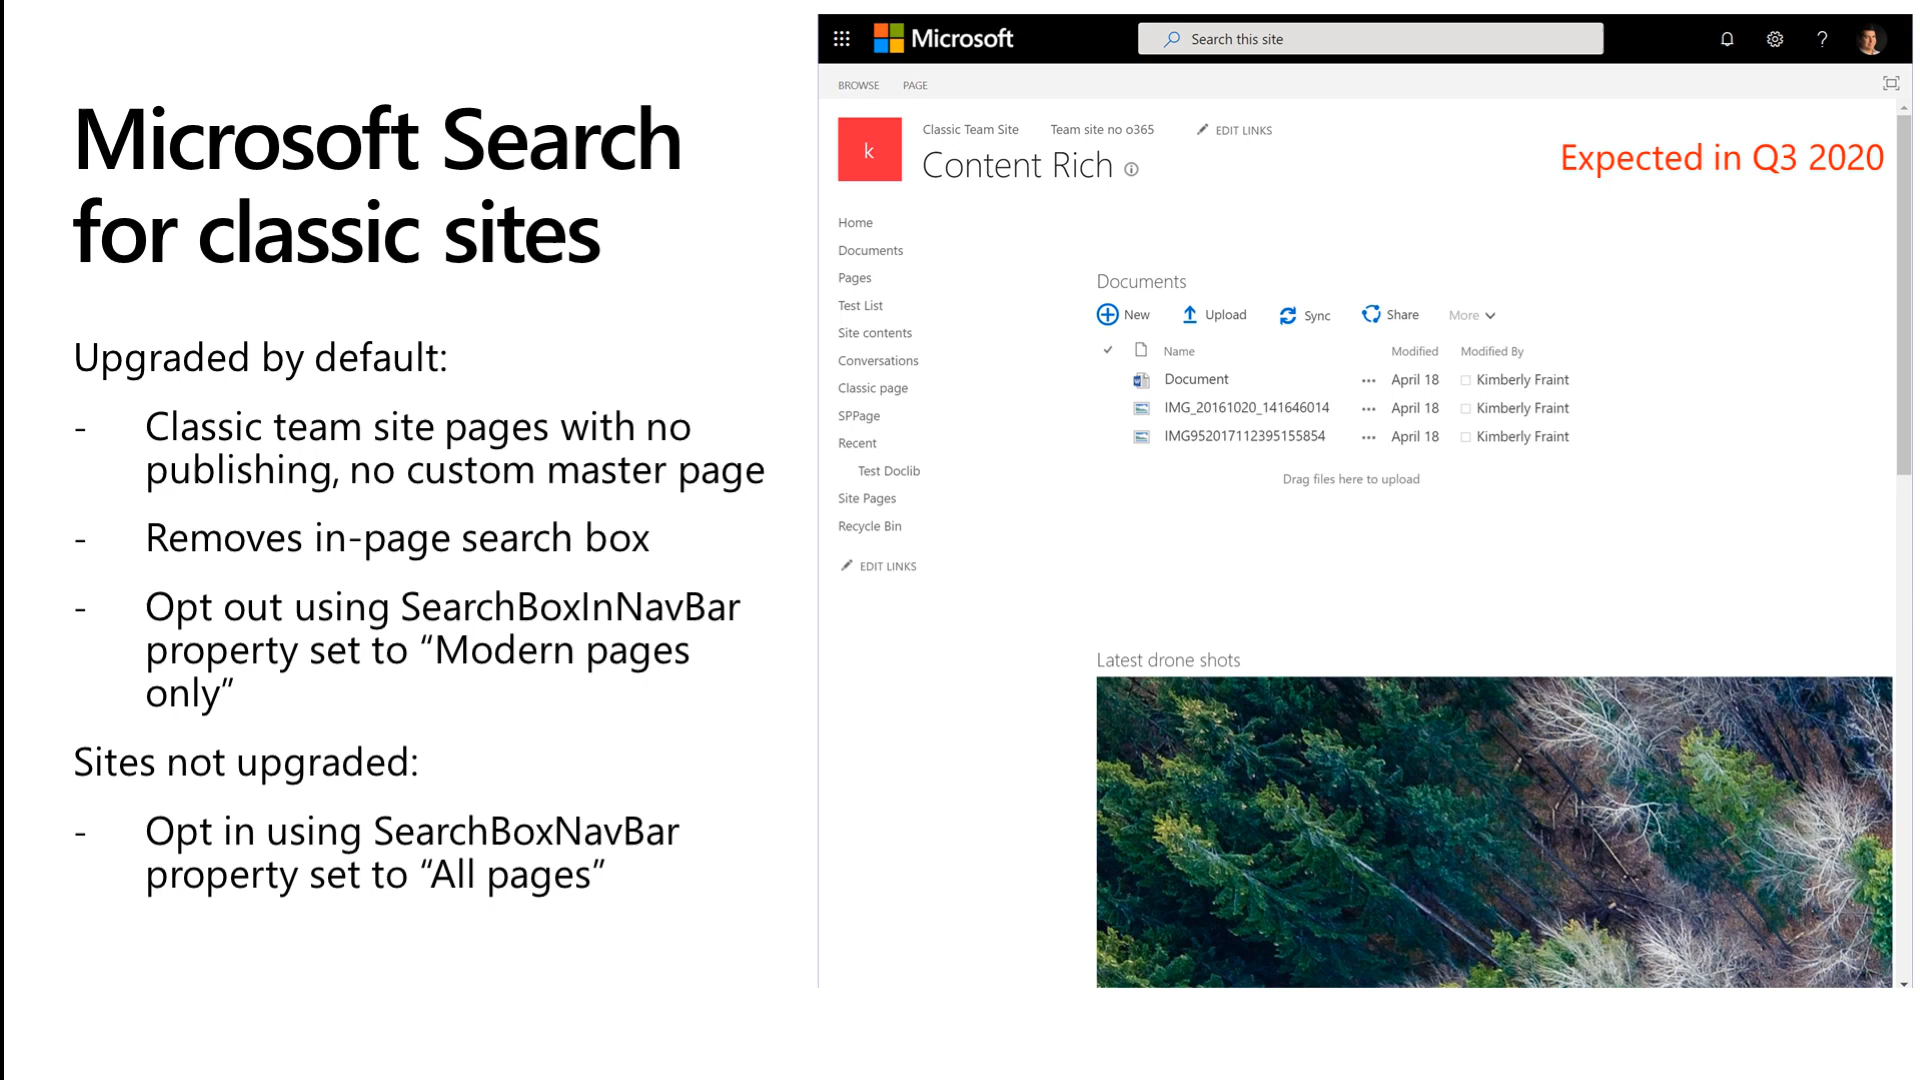 Microsoft Search
for classic sites
Upgraded by default:
- Classic team site pages with no
publishing, no custom master page
- Removes in-page search box
- Opt out using SearchBoxInNavBar
property set to “Modern pages
only”
Sites not upgraded:
- Opt in using SearchBoxNavBar
property set to “All pages”
Microsoft
Search this site
?
BROWSE PAGE
k
Classic Team Site Team site no o365 EDIT LINKS
Content Rich
Expected in Q3 2020
Home
Documents
Pages
Test List
Site contents
Conversations
Classic page
SPPage
Recent
Test Doclib
Site Pages
Recycle Bin
EDIT LINKS
Documents
New Upload Sync Share More
Name Modified Modified By
Document ... April 18 Kimberly Fraint
IMG_20161020_141646014 ... April 18 Kimberly Fraint
IMG952017112395155854 ... April 18 Kimberly Fraint
Drag files here to upload
Latest drone shots